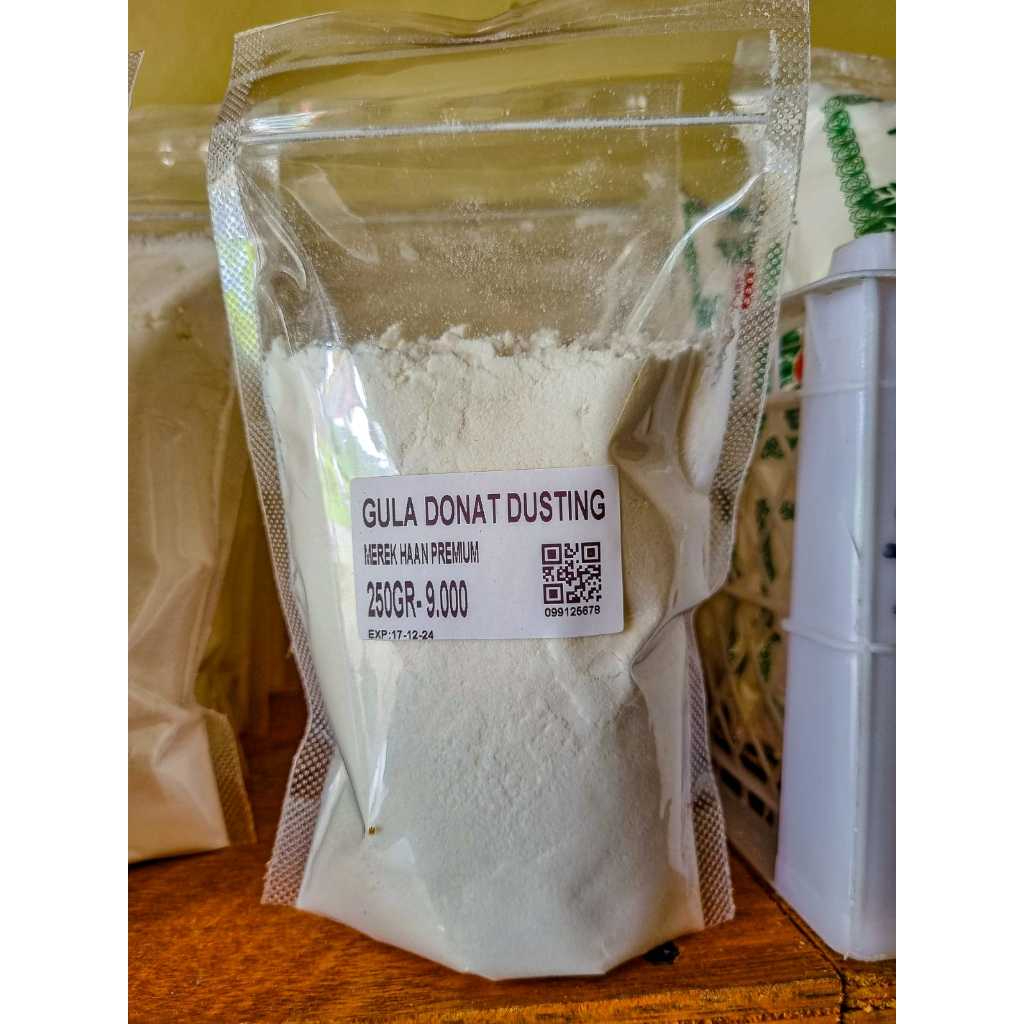 GULA DONAT DUSTING
MEREK HAAN PREMIUM
250GR- 9.000
099125678
EXP:17-12-24